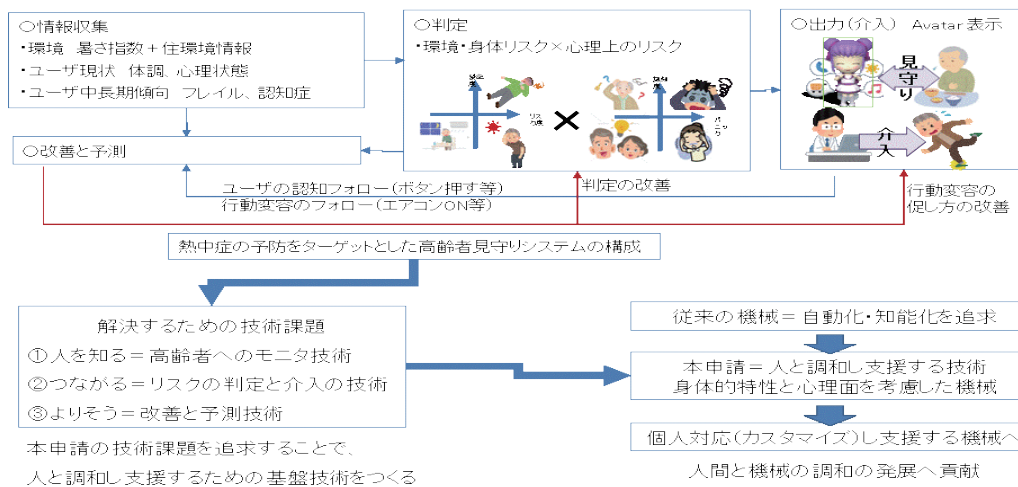 ○情報収集
・環境 暑さ指数+住環境情報
・ユーザ現状 体調、心理状態
・ユーザ中長期傾向 フレイル、認知症
○判定
・環境・身体リスク×心理上のリスク
×
○出力(介入) Avatar表示
見守り
介入
○改善と予測
ユーザの認知フォロー(ボタン押す等)
行動変容のフォロー(エアコンON等)
判定の改善
行動変容の
促し方の改善
熱中症の予防をターゲットとした高齢者見守りシステムの構成
解決するための技術課題
①人を知る=高齢者へのモニタ技術
②つながる=リスクの判定と介入の技術
③よりそう=改善と予測技術
本申請の技術課題を追求することで、
人と調和し支援するための基盤技術をつくる
従来の機械=自動化・知能化を追求
本申請=人と調和し支援する技術
身体的特性と心理面を考慮した機械
個人対応(カスタマイズ)し支援する機械へ
人間と機械の調和の発展へ貢献